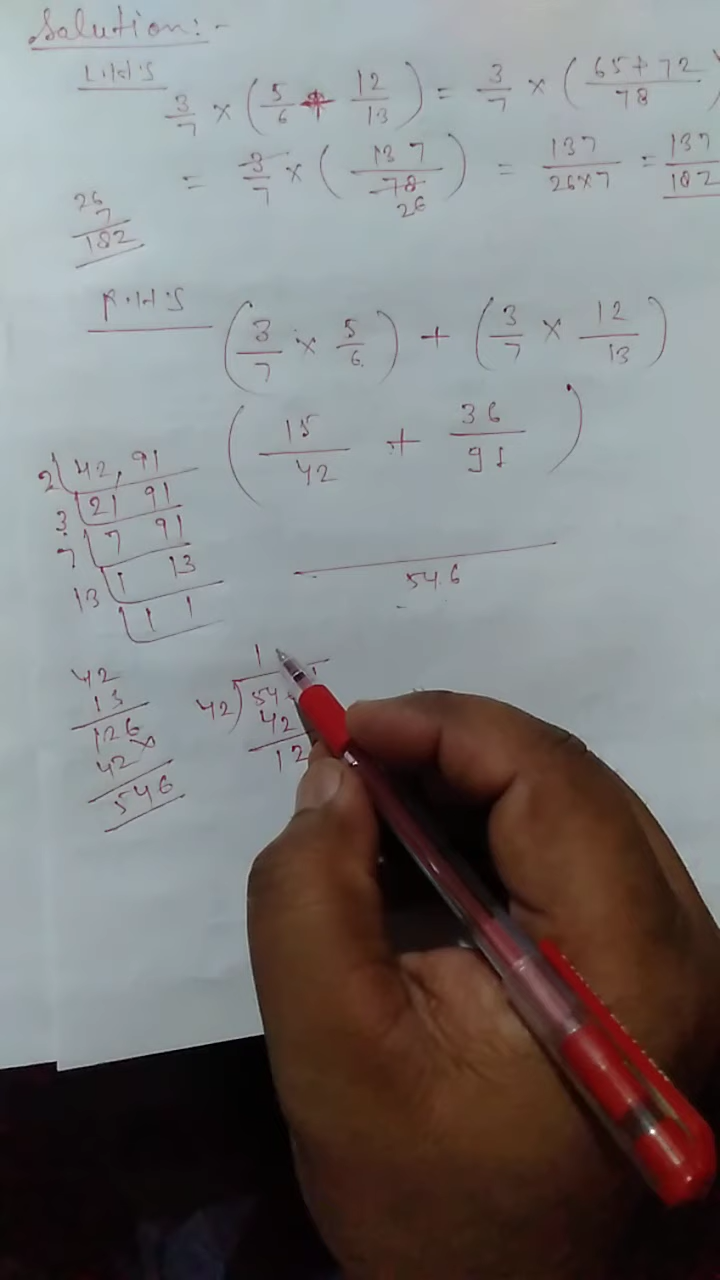 Solution:-
L.H.S
3/7 × (5/6 + 12/13) = 3/7 × (65 + 72 / 78)
= 3/7 × (137/78 26) = 137/26×7 = 137/182
26
7
182
R.H.S
(3/7 × 5/6) + (3/7 × 12/13)
(15/42 + 36/91)
546
2 | 42, 91
3 | 21 91
7 | 7 91
13 | 1 13
1 1
42
13
126
42×
546
1
42) 54
42
12